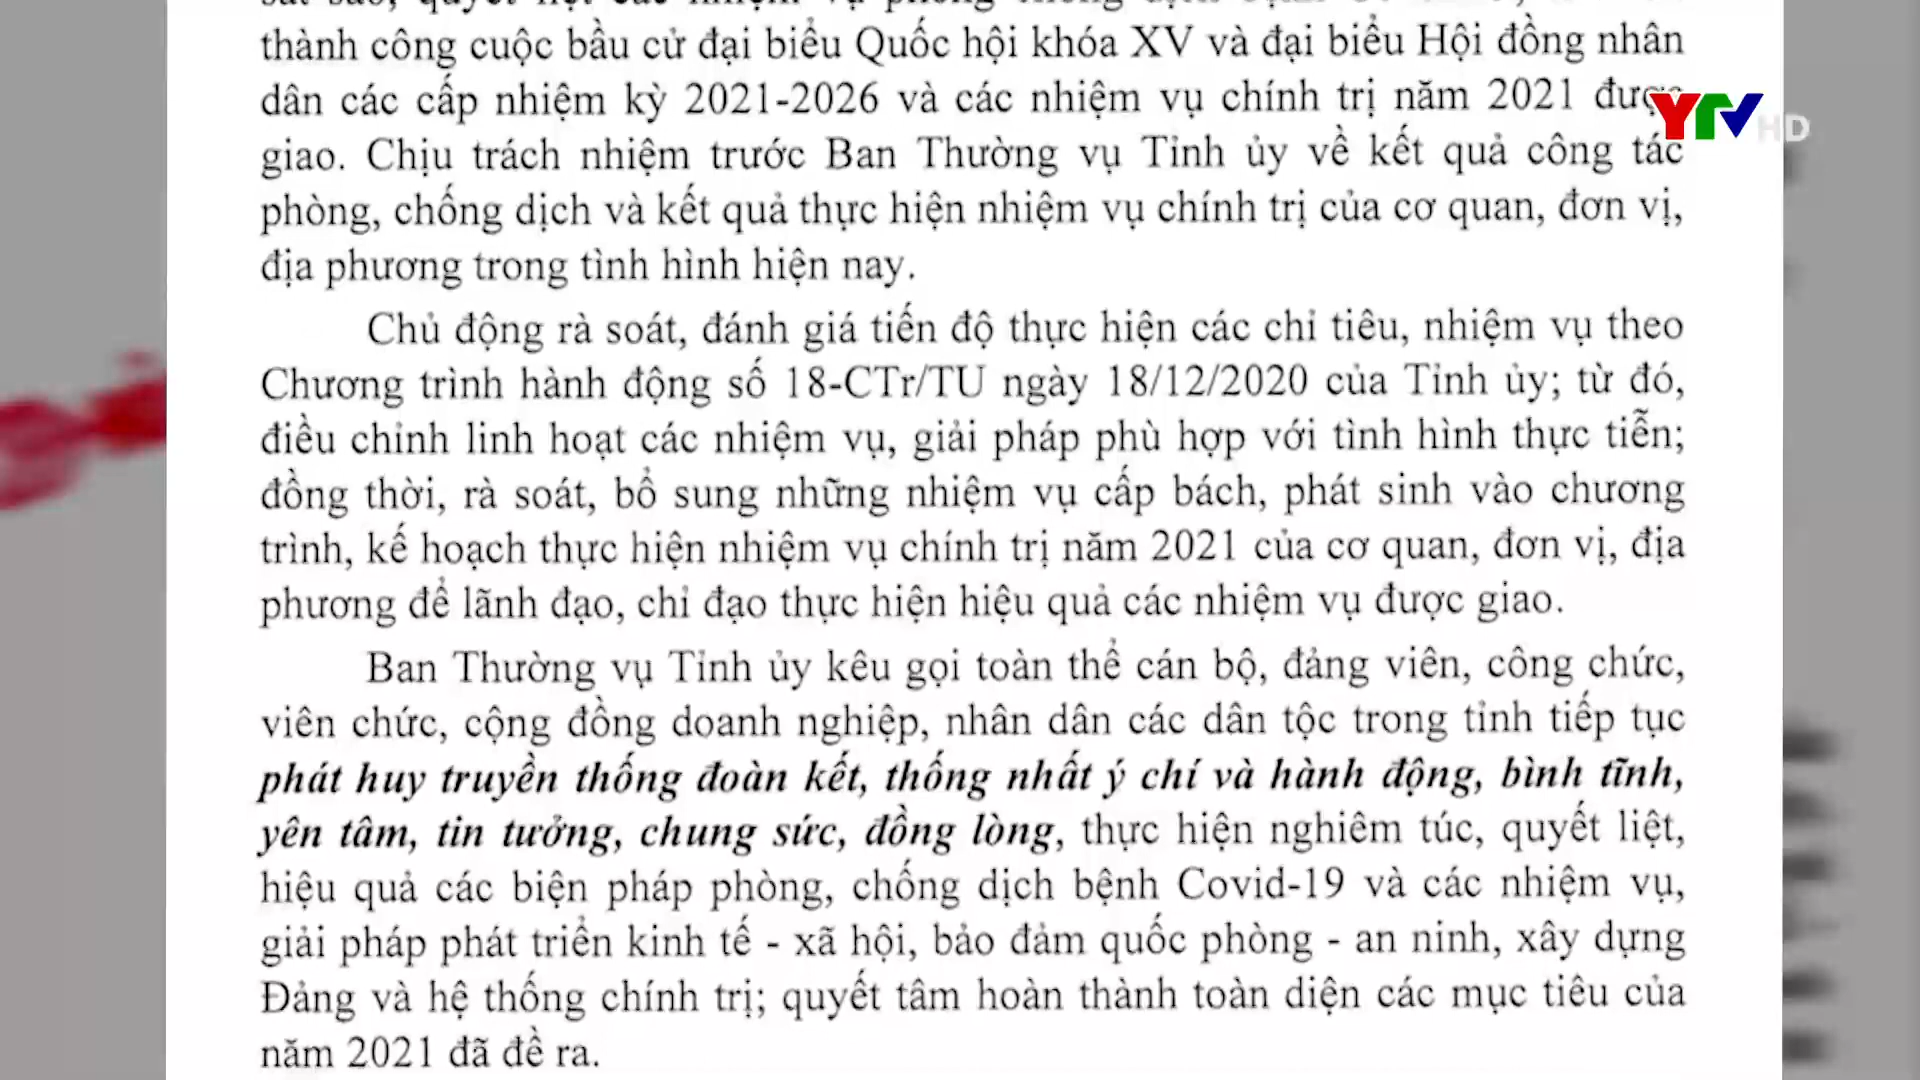 thành công cuộc bầu cử đại biểu Quốc hội khóa XV và đại biểu Hội đồng nhân
dân các cấp nhiệm kỳ 2021-2026 và các nhiệm vụ chính trị năm 2021 được
YTV HD
giao. Chịu trách nhiệm trước Ban Thường vụ Tỉnh ủy về kết quả công tác
phòng, chống dịch và kết quả thực hiện nhiệm vụ chính trị của cơ quan, đơn vị,
địa phương trong tình hình hiện nay.
Chủ động rà soát, đánh giá tiến độ thực hiện các chỉ tiêu, nhiệm vụ theo
Chương trình hành động số 18-CTr/TU ngày 18/12/2020 của Tỉnh ủy; từ đó,
điều chỉnh linh hoạt các nhiệm vụ, giải pháp phù hợp với tình hình thực tiễn;
đồng thời, rà soát, bổ sung những nhiệm vụ cấp bách, phát sinh vào chương
trình, kế hoạch thực hiện nhiệm vụ chính trị năm 2021 của cơ quan, đơn vị, địa
phương để lãnh đạo, chỉ đạo thực hiện hiệu quả các nhiệm vụ được giao.
Ban Thường vụ Tỉnh ủy kêu gọi toàn thể cán bộ, đảng viên, công chức,
viên chức, cộng đồng doanh nghiệp, nhân dân các dân tộc trong tỉnh tiếp tục
phát huy truyền thống đoàn kết, thống nhất ý chí và hành động, bình tĩnh,
yên tâm, tin tưởng, chung sức, đồng lòng, thực hiện nghiêm túc, quyết liệt,
hiệu quả các biện pháp phòng, chống dịch bệnh Covid-19 và các nhiệm vụ,
giải pháp phát triển kinh tế - xã hội, bảo đảm quốc phòng - an ninh, xây dựng
Đảng và hệ thống chính trị; quyết tâm hoàn thành toàn diện các mục tiêu của
năm 2021 đã đề ra.